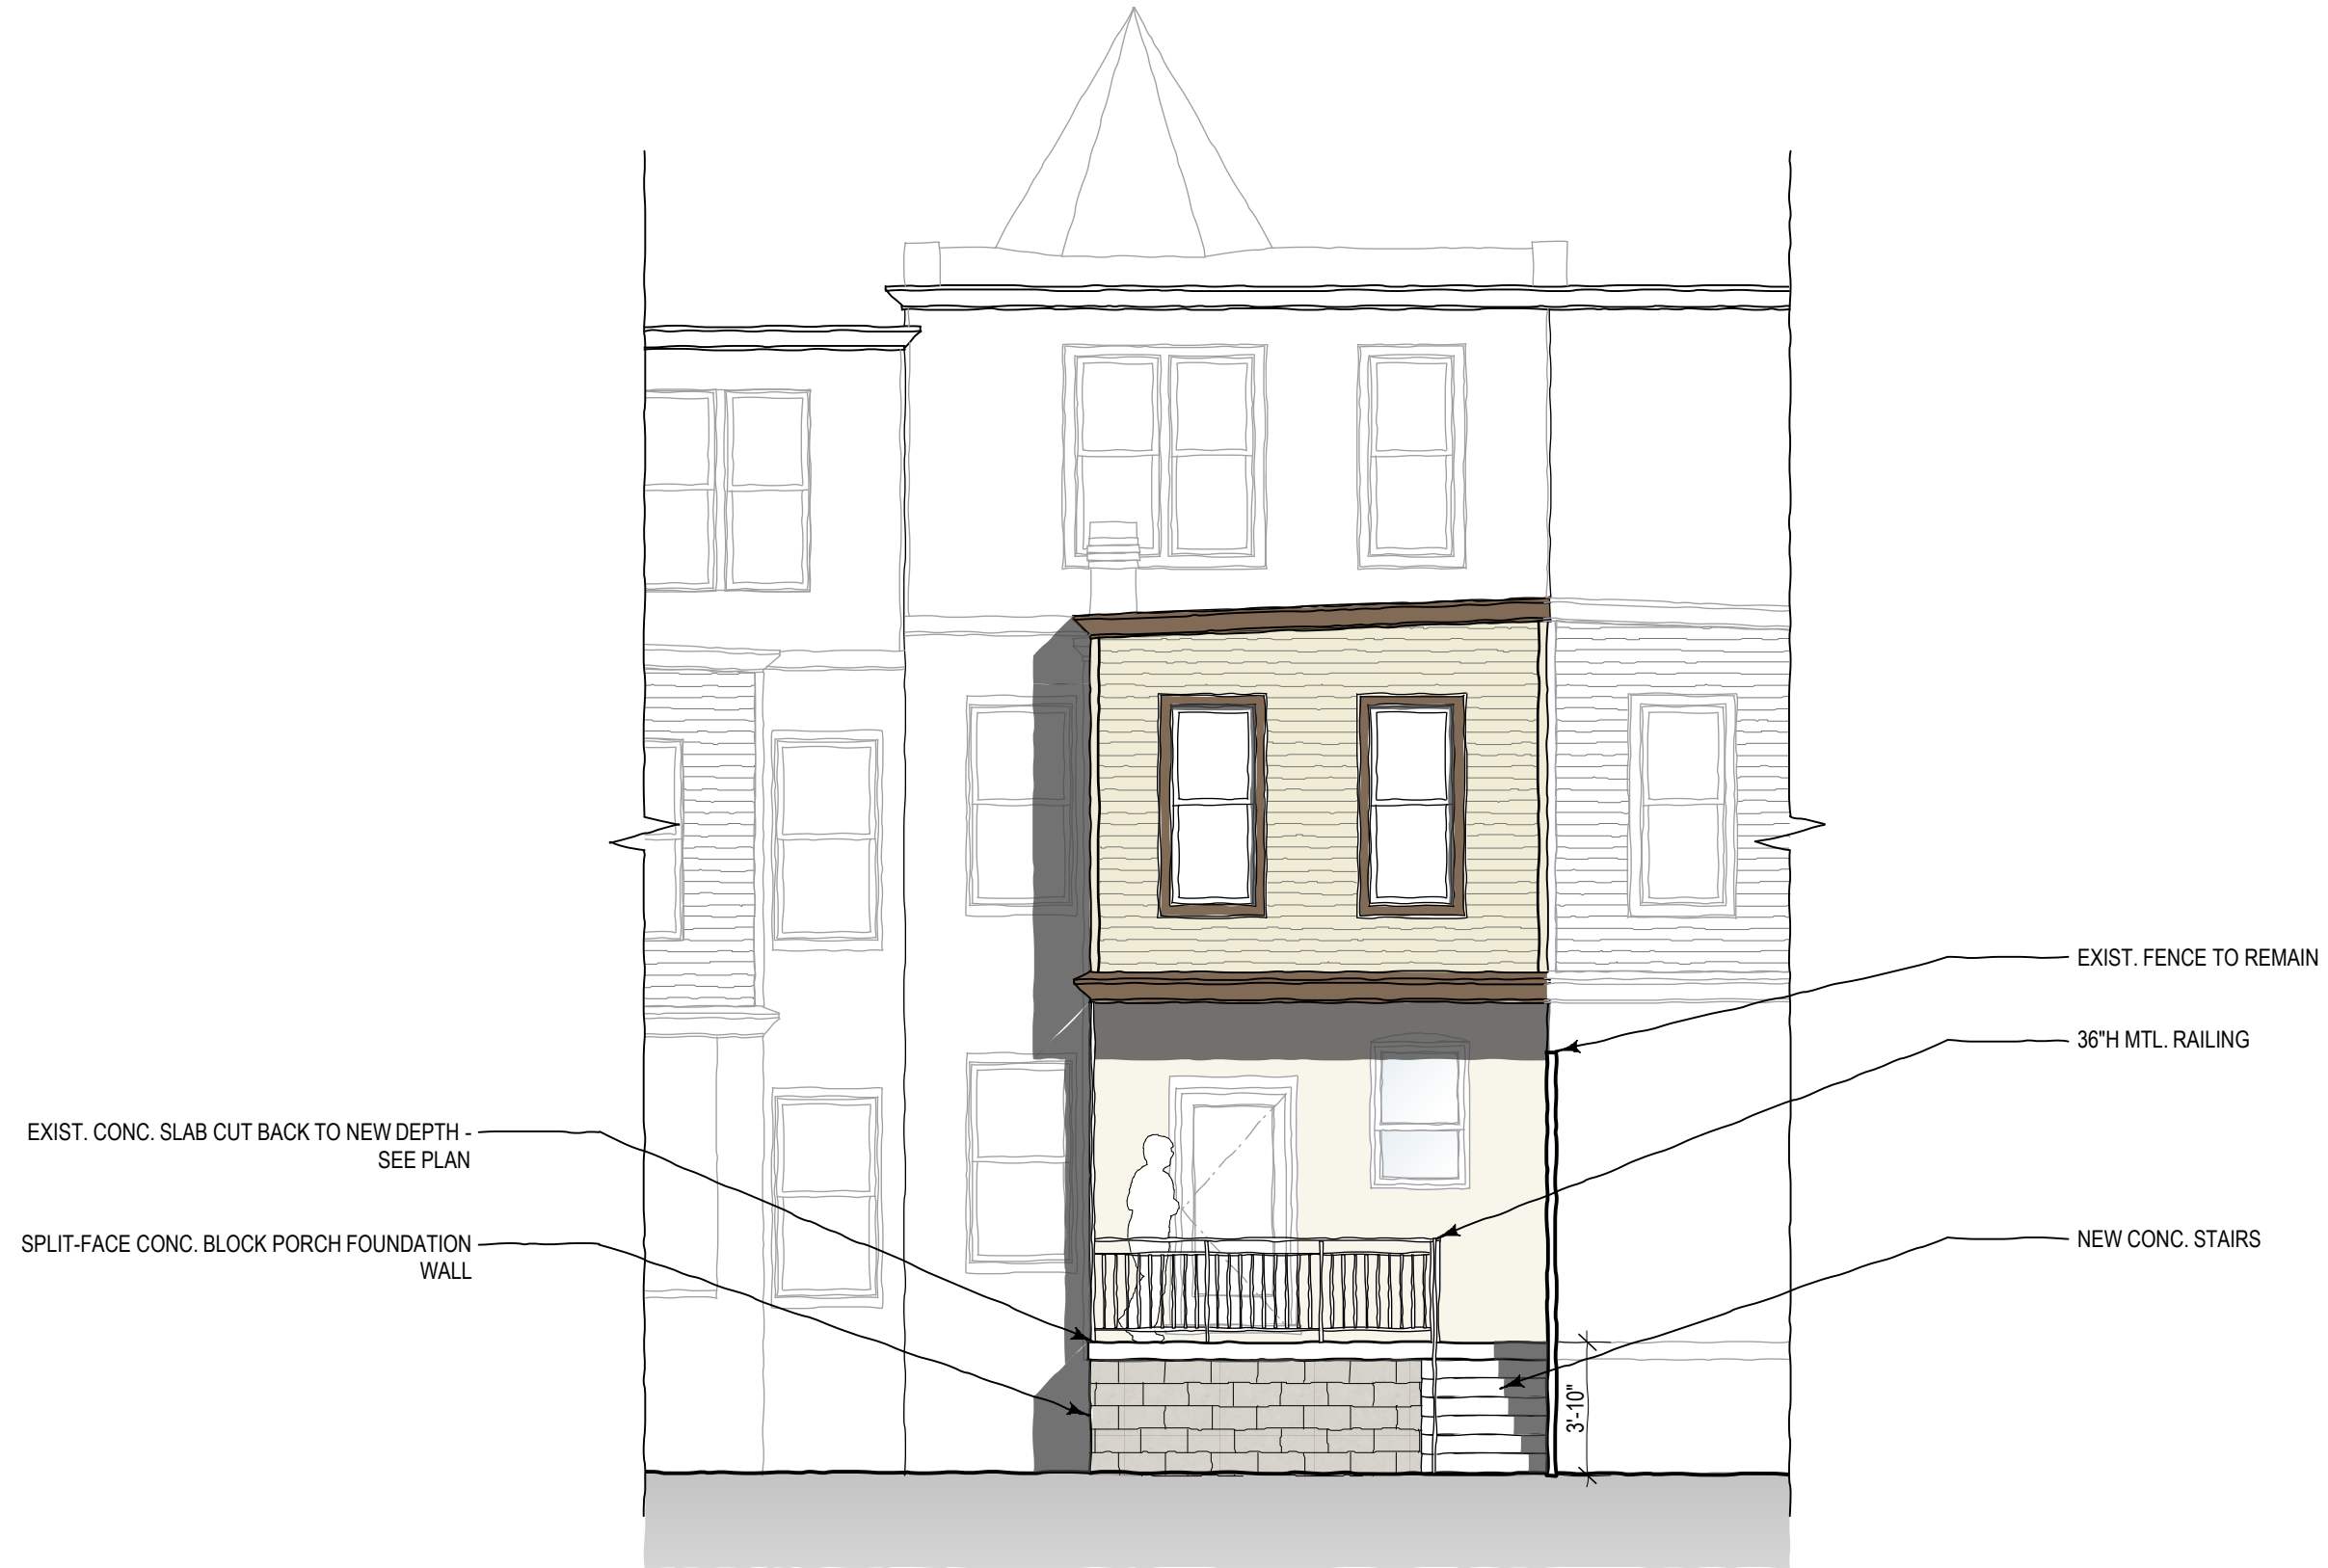 EXIST. FENCE TO REMAIN
36"H MTL. RAILING
EXIST. CONC. SLAB CUT BACK TO NEW DEPTH -
SEE PLAN
SPLIT-FACE CONC. BLOCK PORCH FOUNDATION
WALL
NEW CONC. STAIRS
3'-10"